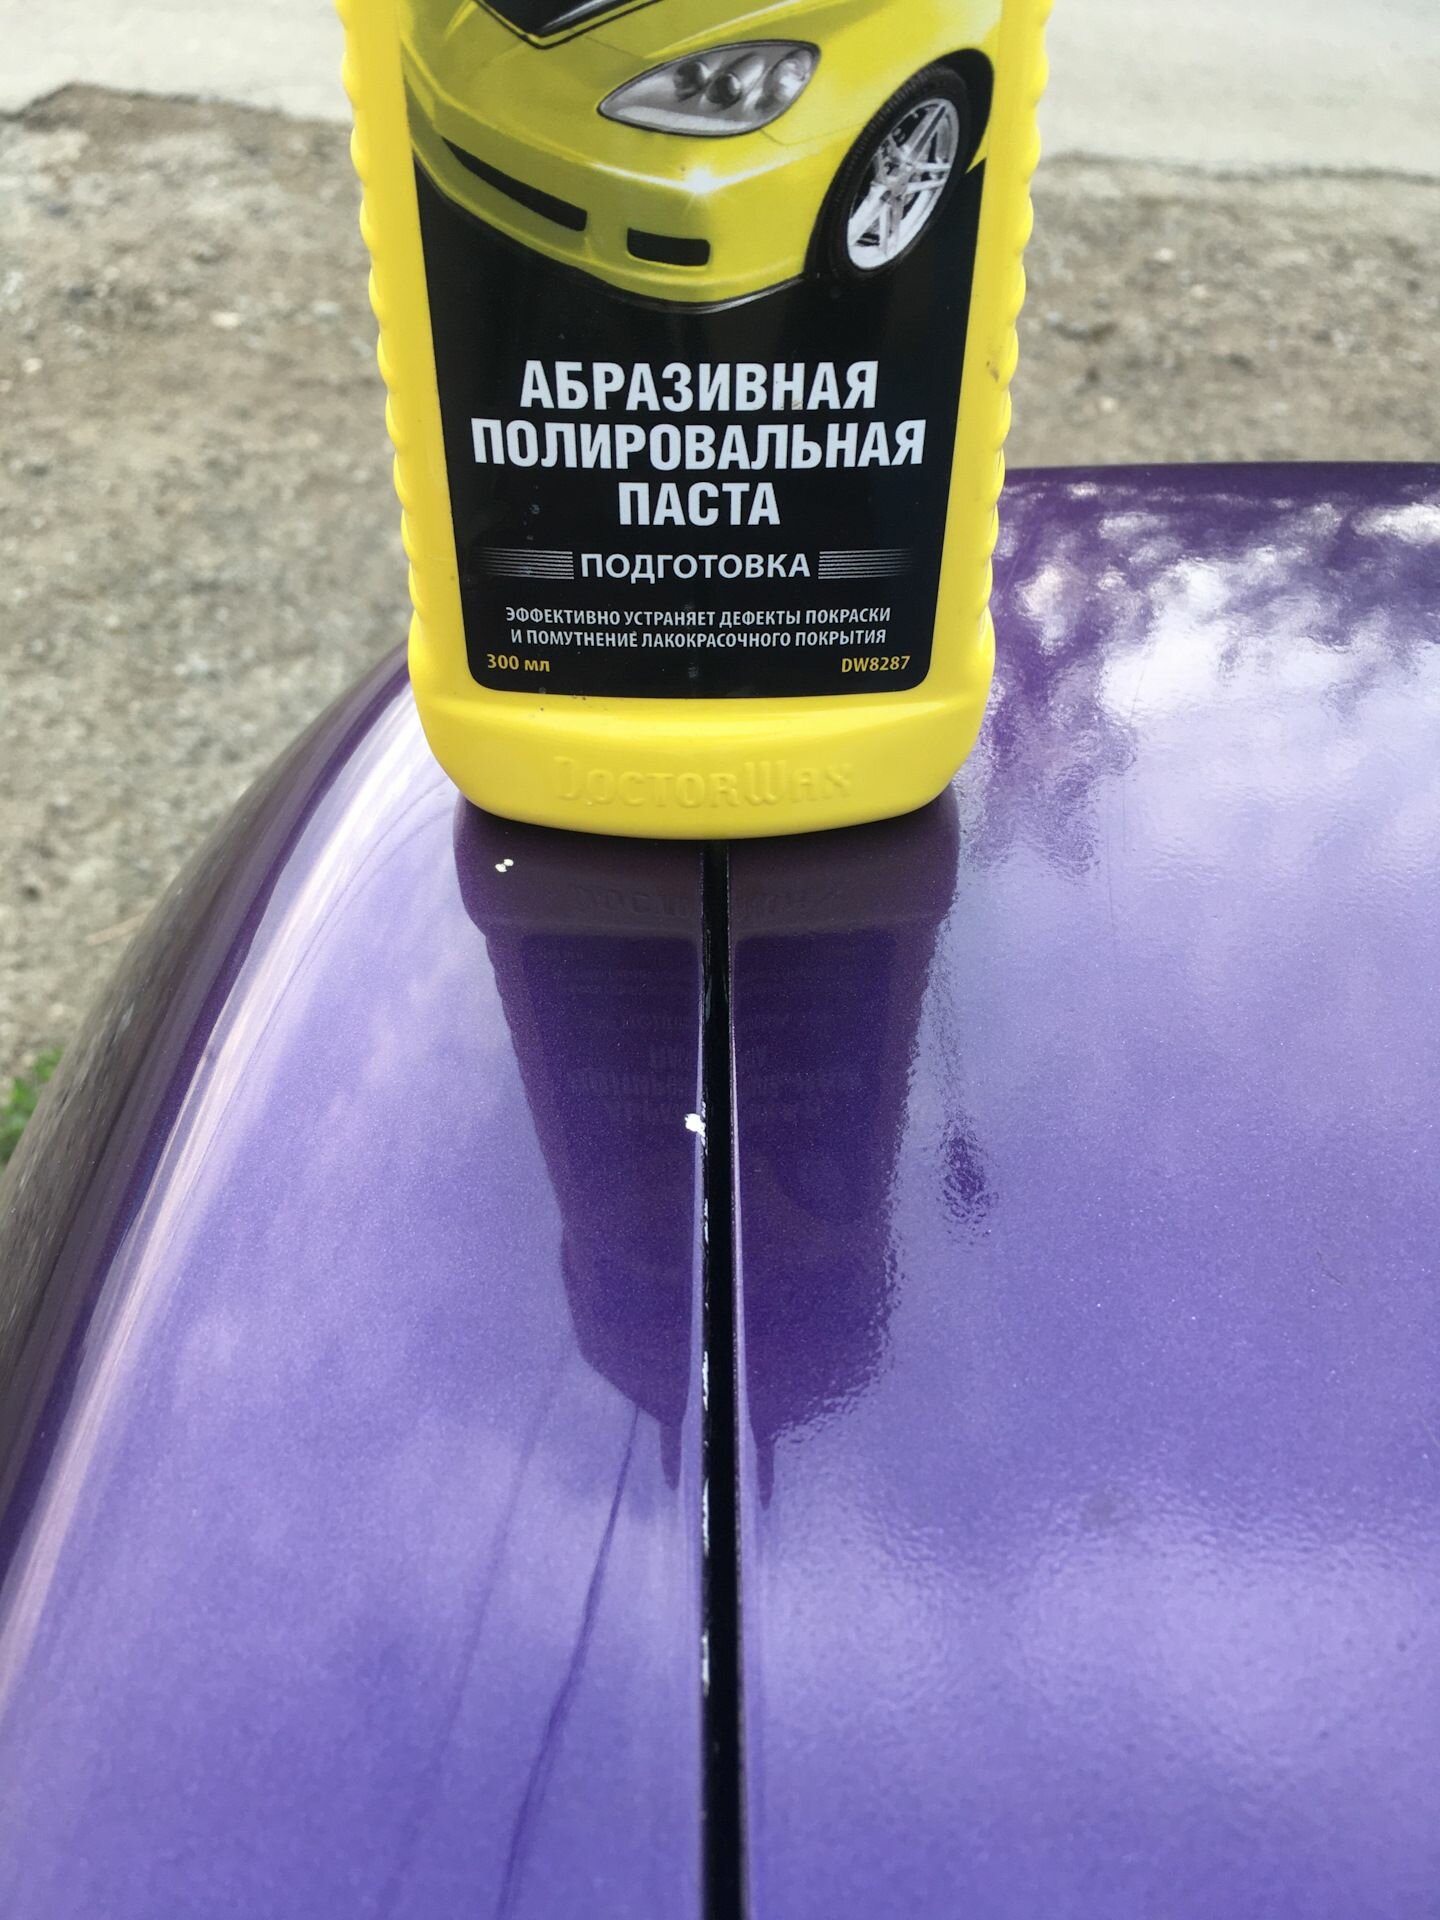 АБРАЗИВНАЯ
ПОЛИРОВАЛЬНАЯ
ПАСТА
ПОДГОТОВКА
ЭФФЕКТИВНО УСТРАНЯЕТ ДЕФЕКТЫ ПОКРАСКИ
И ПОМУТНЕНИЕ ЛАКОКРАСОЧНОГО ПОКРЫТИЯ
300 мл DW8287
DOCTORWAX